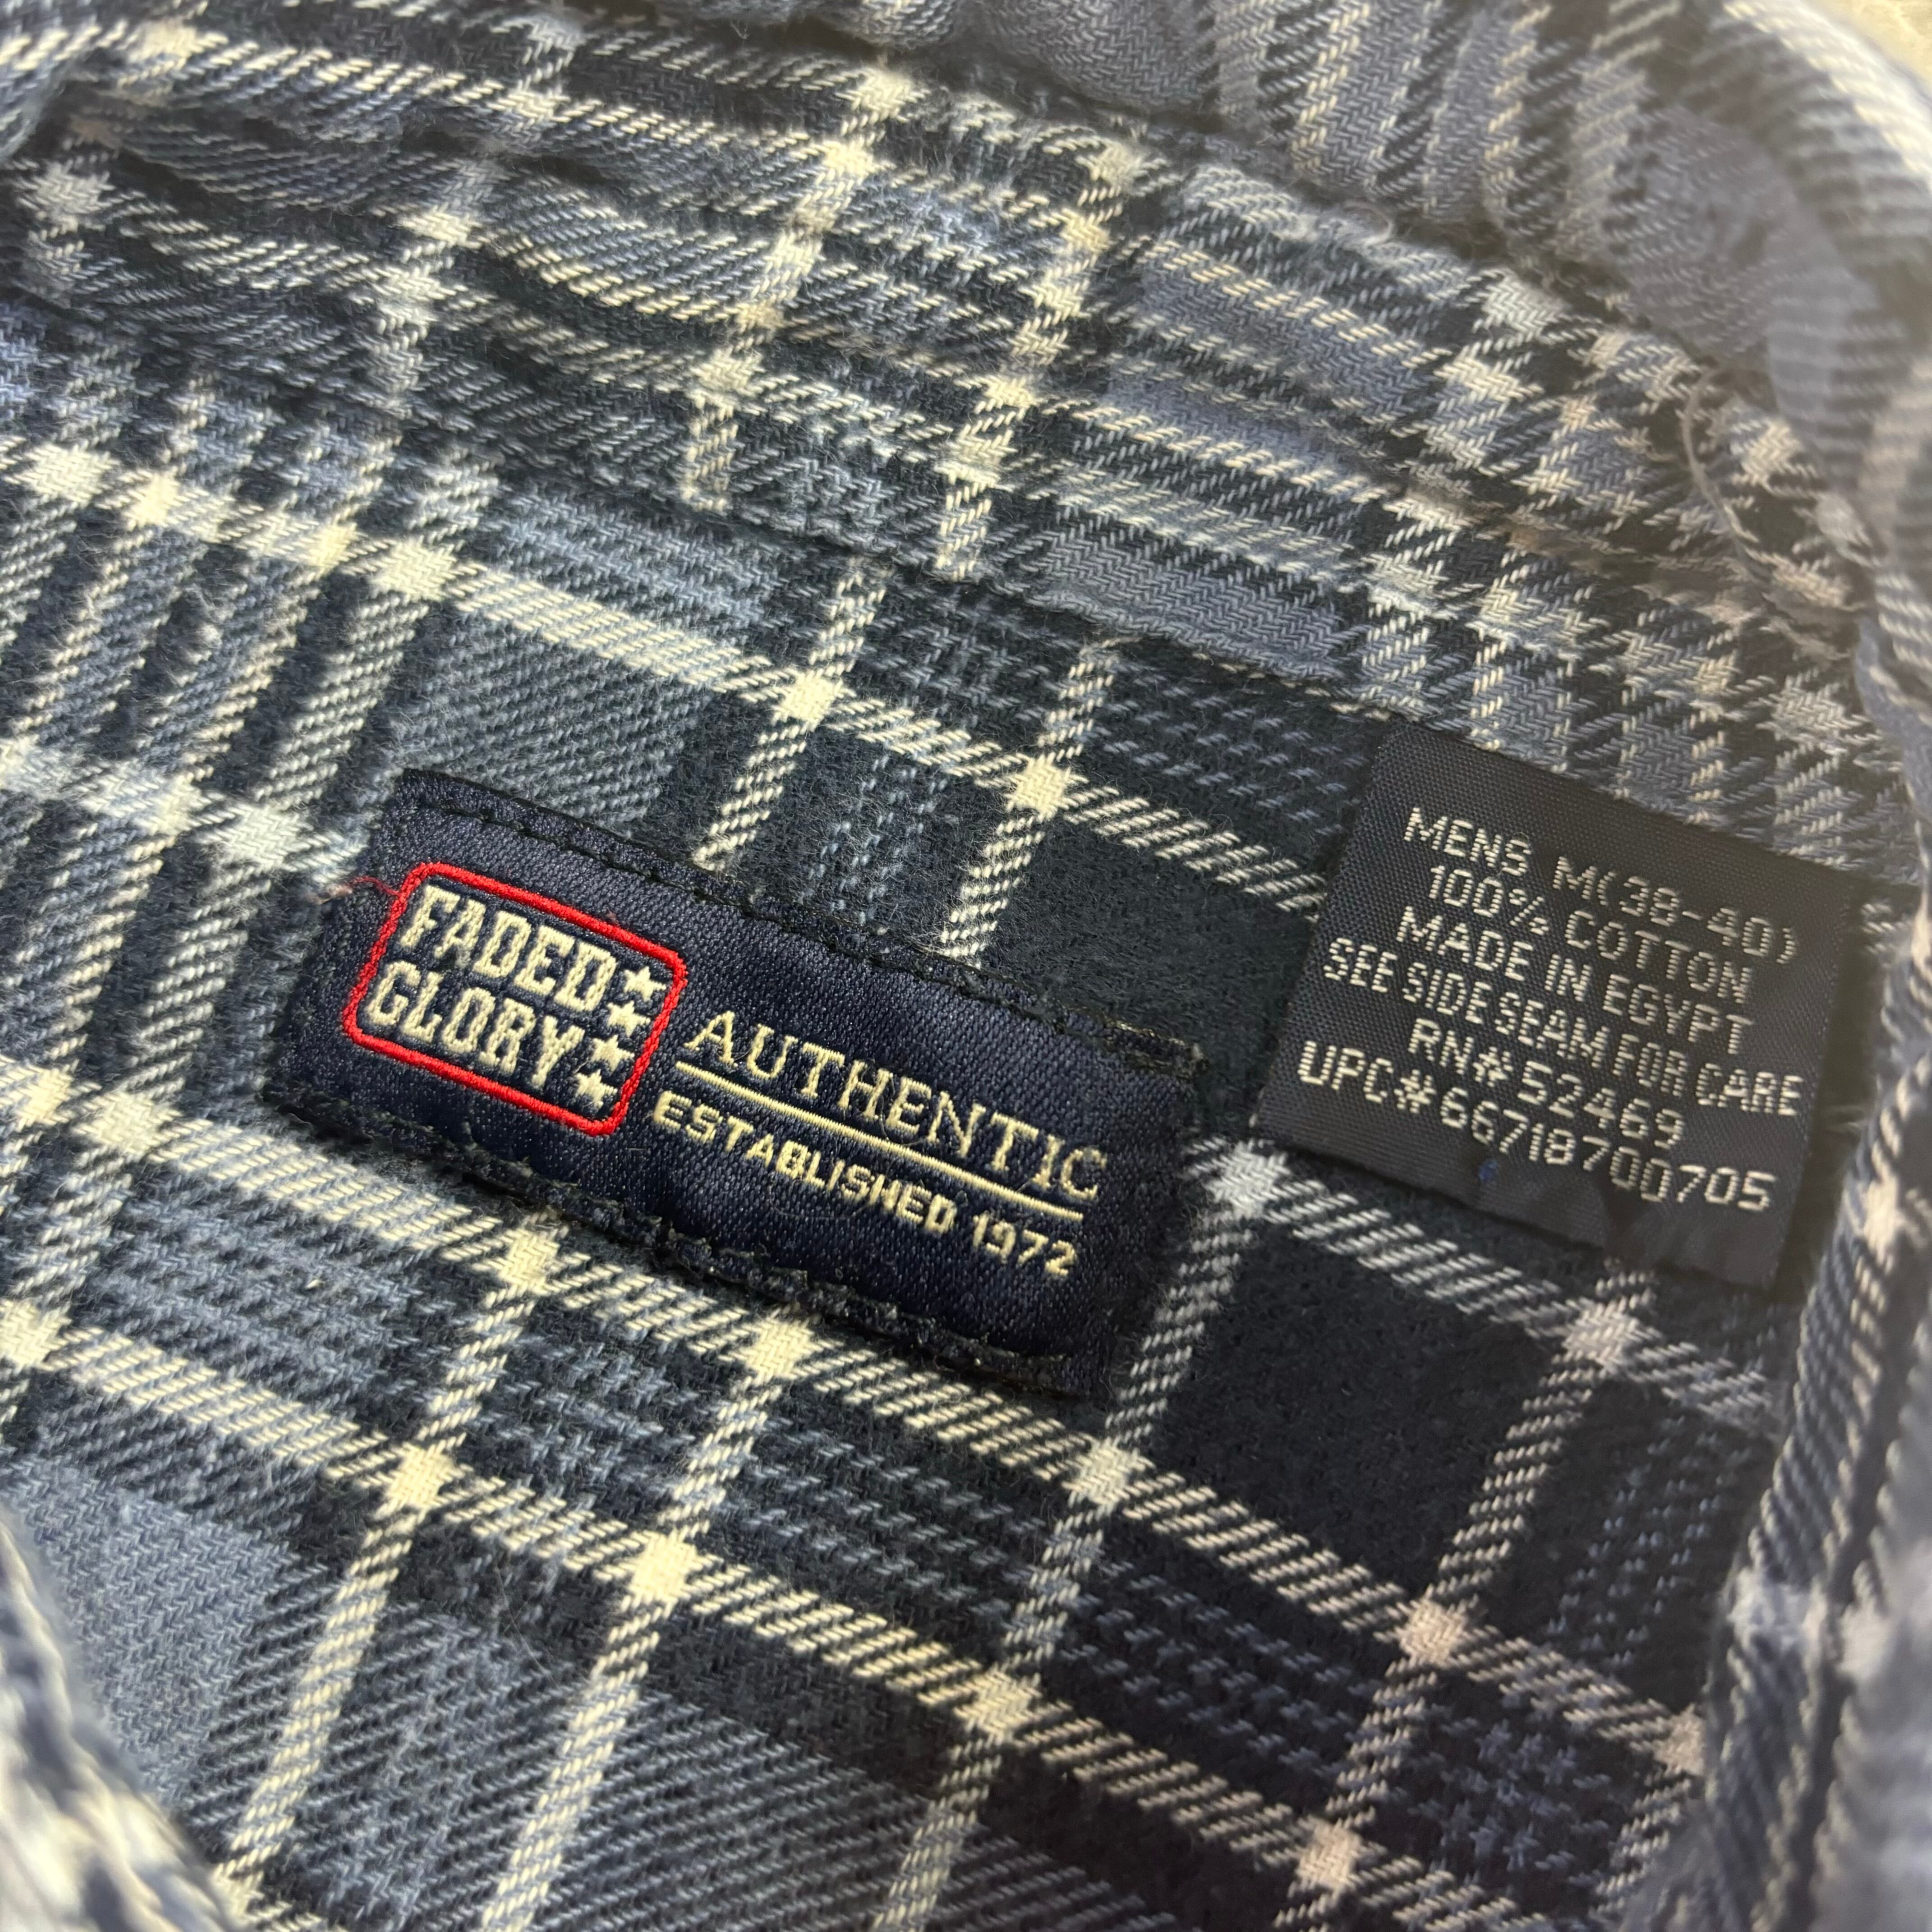 FADED
GLORY
AUTHENTIC
ESTABLISHED 1972
MENS M(38-40)
100% COTTON
MADE IN EGYPT
SEE SIDE SEAM FOR CARE
RN# 52469
UPC#667187700705